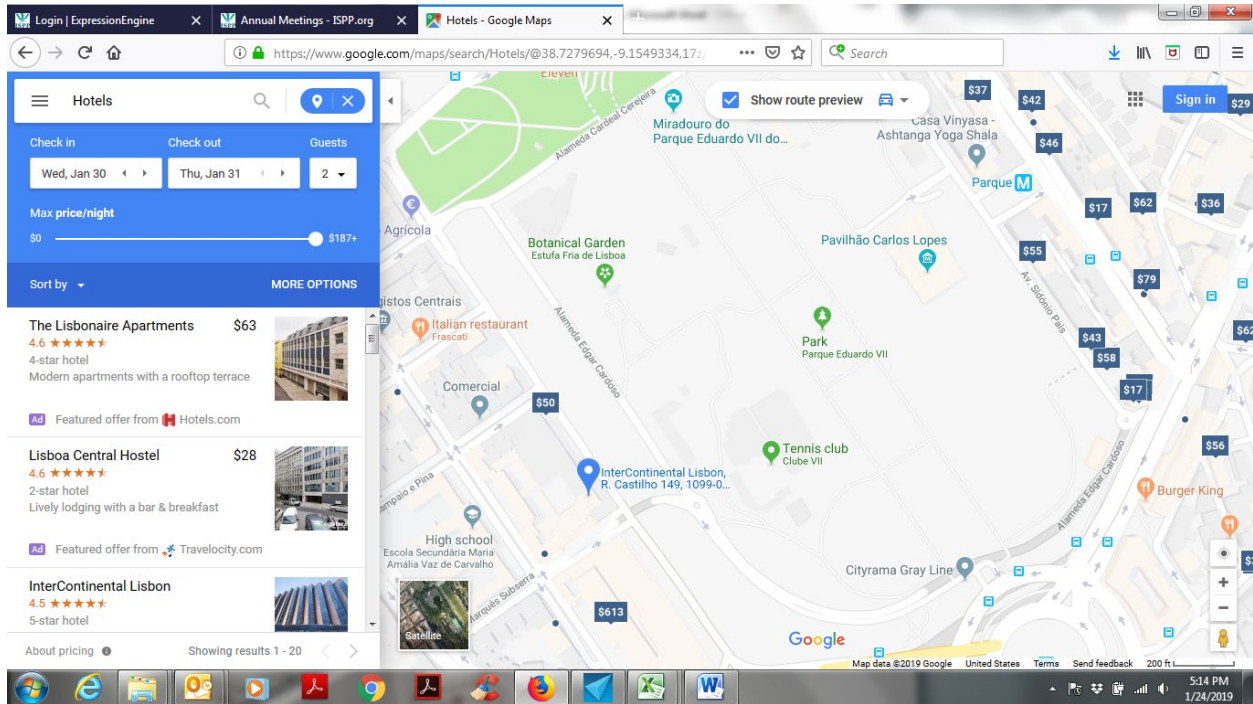 Login | ExpressionEngine
Annual Meetings - ISPP.org
Hotels - Google Maps
https://www.google.com/maps/search/Hotels/@38.7279694,-9.1549334,17z/
Search
Hotels
Check in
Check out
Guests
Wed, Jan 30
Thu, Jan 31
2
Max price/night
$0
$187+
Sort by
MORE OPTIONS
The Lisbonaire Apartments
$63
4.6
4-star hotel
Modern apartments with a rooftop terrace
Ad Featured offer from Hotels.com
Lisboa Central Hostel
$28
4.6
2-star hotel
Lively lodging with a bar & breakfast
Ad Featured offer from Travelocity.com
InterContinental Lisbon
4.5
5-star hotel
About pricing
Showing results 1 - 20
Eleven
Alameda Cardeal Cerejeira
Miradouro do
Parque Eduardo VII do...
Show route preview
$37
$42
Sign in
$29
Casa Vinyasa -
Ashtanga Yoga Shala
$46
Parque M
$17
$62
$36
Agrícola
Botanical Garden
Estufa Fria de Lisboa
Pavilhão Carlos Lopes
$55
$79
Av. Sidónio Pais
gistos Centrais
Italian restaurant
Frascati
Alameda Edgar Cardoso
Park
Parque Eduardo VII
$62
$43
$58
$17
Comercial
$50
Tennis club
Clube VII
$56
InterContinental Lisbon,
R. Castilho 149, 1099-0...
Alameda Edgar Cardoso
Burger King
ampaio e Pina
High school
Escola Secundária Maria
Amália Vaz de Carvalho
Cityrama Gray Line
Marquês Subserra
$613
Satellite
Google
Map data ©2019 Google United States Terms Send feedback 200 ft
5:14 PM
1/24/2019